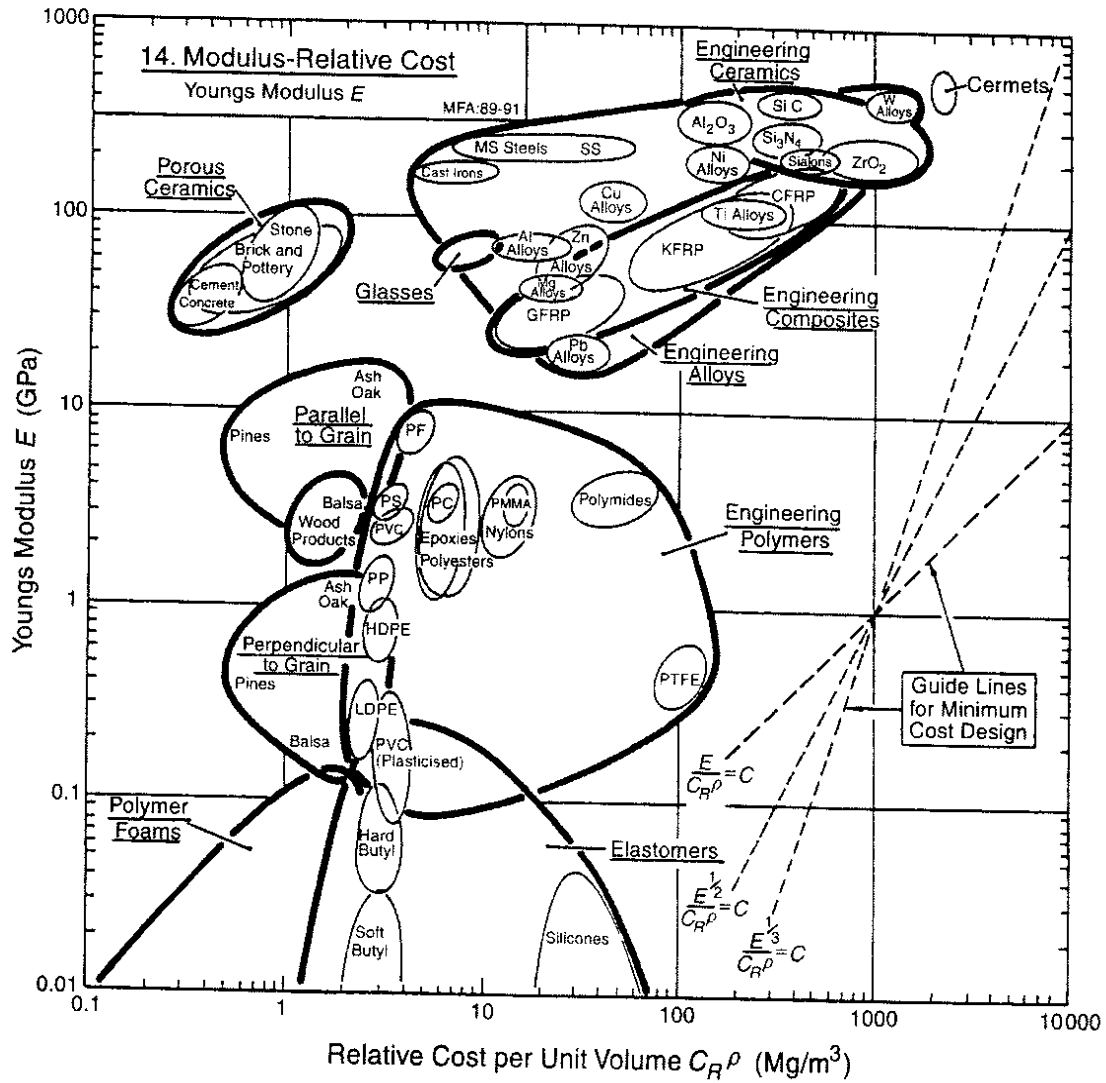 14. Modulus-Relative Cost
Youngs Modulus E
MFA:89-91
1000
100
10
1
0.1
0.01
Youngs Modulus E (GPa)
Engineering
Ceramics
Cermets
Si C
W
Alloys
Al2O3
Si3N4
MS Steels SS
Ni
Alloys
Sialons
ZrO2
Cast Irons
Porous
Ceramics
Cu
Alloys
CFRP
Ti Alloys
Stone
Brick and
Pottery
Cement
Concrete
Al
Alloys
Zn
Alloys
KFRP
Glasses
Mg
Alloys
GFRP
Engineering
Composites
Pb
Alloys
Engineering
Alloys
Ash
Oak
Parallel
to Grain
Pines
PF
Balsa
Wood
Products
PS
PVC
PC
Epoxies
Polyesters
PMMA
Nylons
Polymides
Engineering
Polymers
Ash
Oak
PP
HDPE
Perpendicular
to Grain
Pines
PTFE
LDPE
Guide Lines
for Minimum
Cost Design
Balsa
PVC
(Plasticised)
E/CRρ=C
Polymer
Foams
Hard
Butyl
Elastomers
E^1/2/CRρ=C
E^1/3/CRρ=C
Soft
Butyl
Silicones
0.1 1 10 100 1000 10000
Relative Cost per Unit Volume CRρ (Mg/m³)